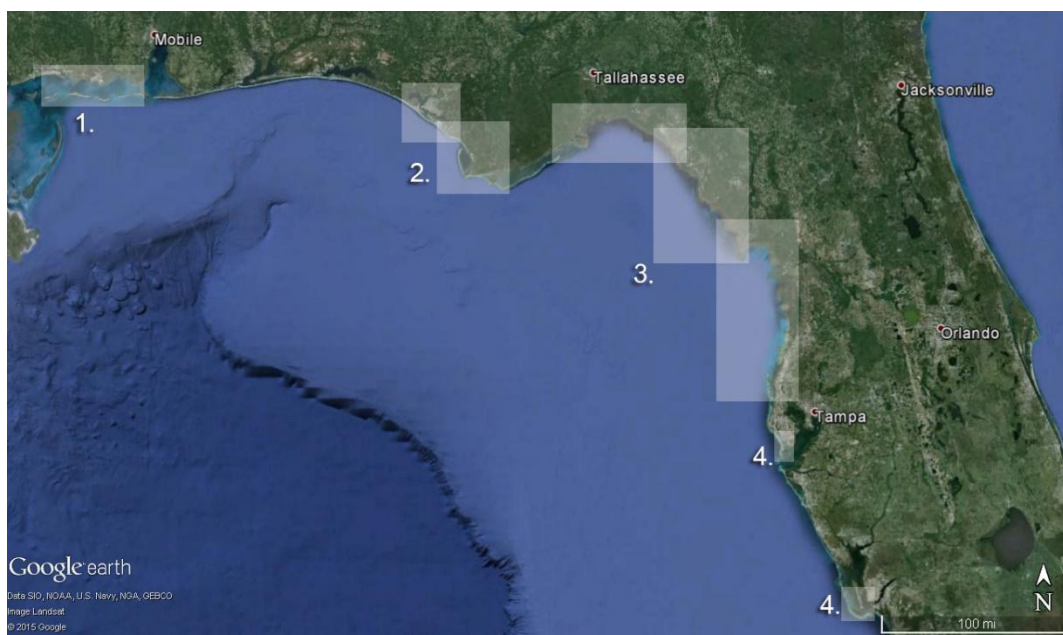 Mobile
Tallahassee
Jacksonville
1.
2.
3.
Orlando
Tampa
4.
Google earth
Data SIO, NOAA, U.S. Navy, NGA, GEBCO
Image Landsat
© 2015 Google
4.
N
100 mi